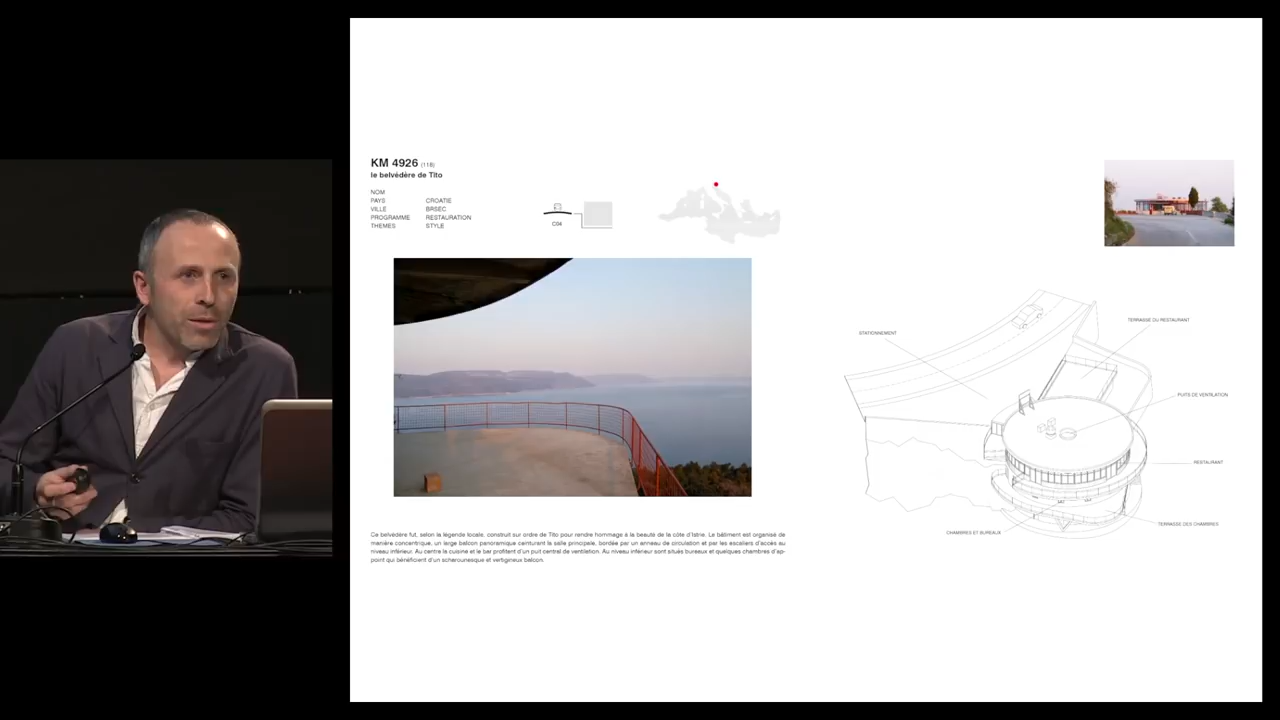 KM 4926 (118)
le belvédère de Tito
NOM
PAYS CROATIE
VILLE BRSEC
PROGRAMME RESTAURATION
THEMES STYLE
C04
STATIONNEMENT
TERRASSE DU RESTAURANT
PUITS DE VENTILATION
RESTAURANT
TERRASSE DES CHAMBRES
CHAMBRES ET BUREAUX
Ce belvédère fut, selon la légende locale, construit sur ordre de Tito pour rendre hommage à la beauté de la côte d'Istrie. Le bâtiment est organisé de
manière concentrique, un large balcon panoramique ceinturant la salle principale, bordée par un anneau de circulation et par les escaliers d'accès au
niveau inférieur. Au centre la cuisine et le bar profitent d'un puit central de ventilation. Au niveau inférieur sont situés bureaux et quelques chambres d'ap-
point qui bénéficient d'un scharounesque et vertigineux balcon.